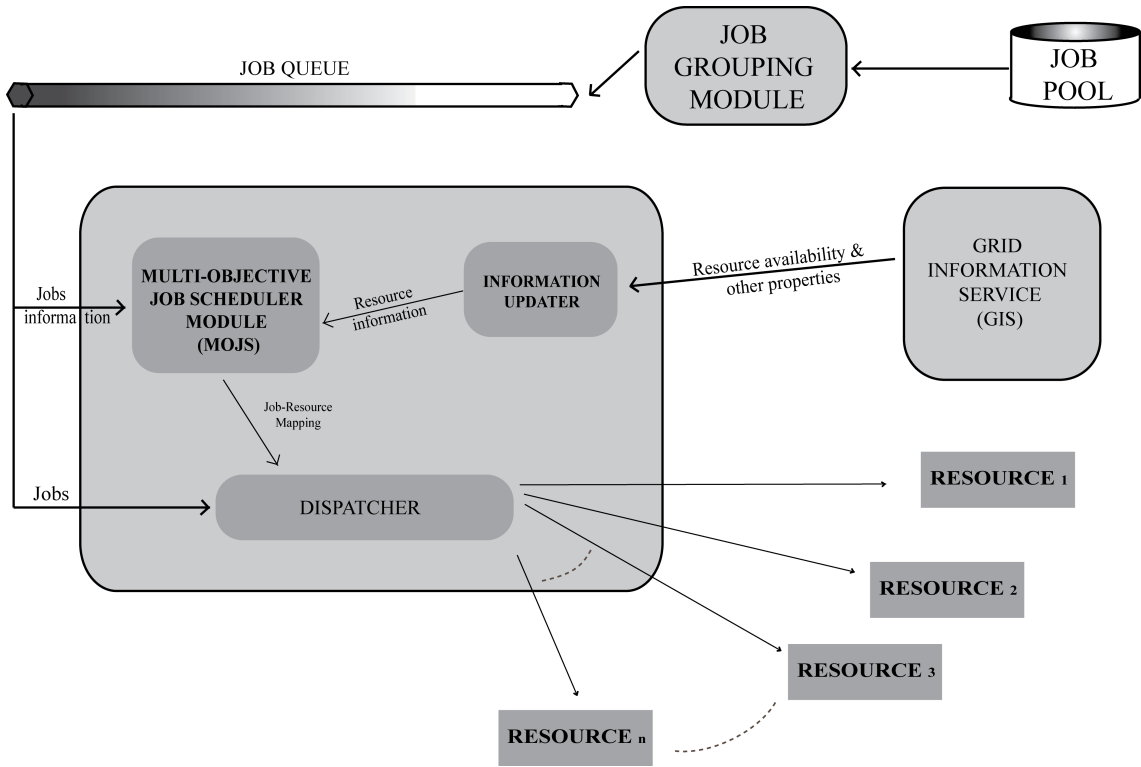 JOB QUEUE
JOB
GROUPING
MODULE
JOB
POOL
MULTI-OBJECTIVE
JOB SCHEDULER
MODULE
(MOJS)
INFORMATION
UPDATER
Resource availability &
other properties
GRID
INFORMATION
SERVICE
(GIS)
Jobs
information
Resource
information
Job-Resource
Mapping
Jobs
DISPATCHER
RESOURCE 1
RESOURCE 2
RESOURCE 3
RESOURCE n